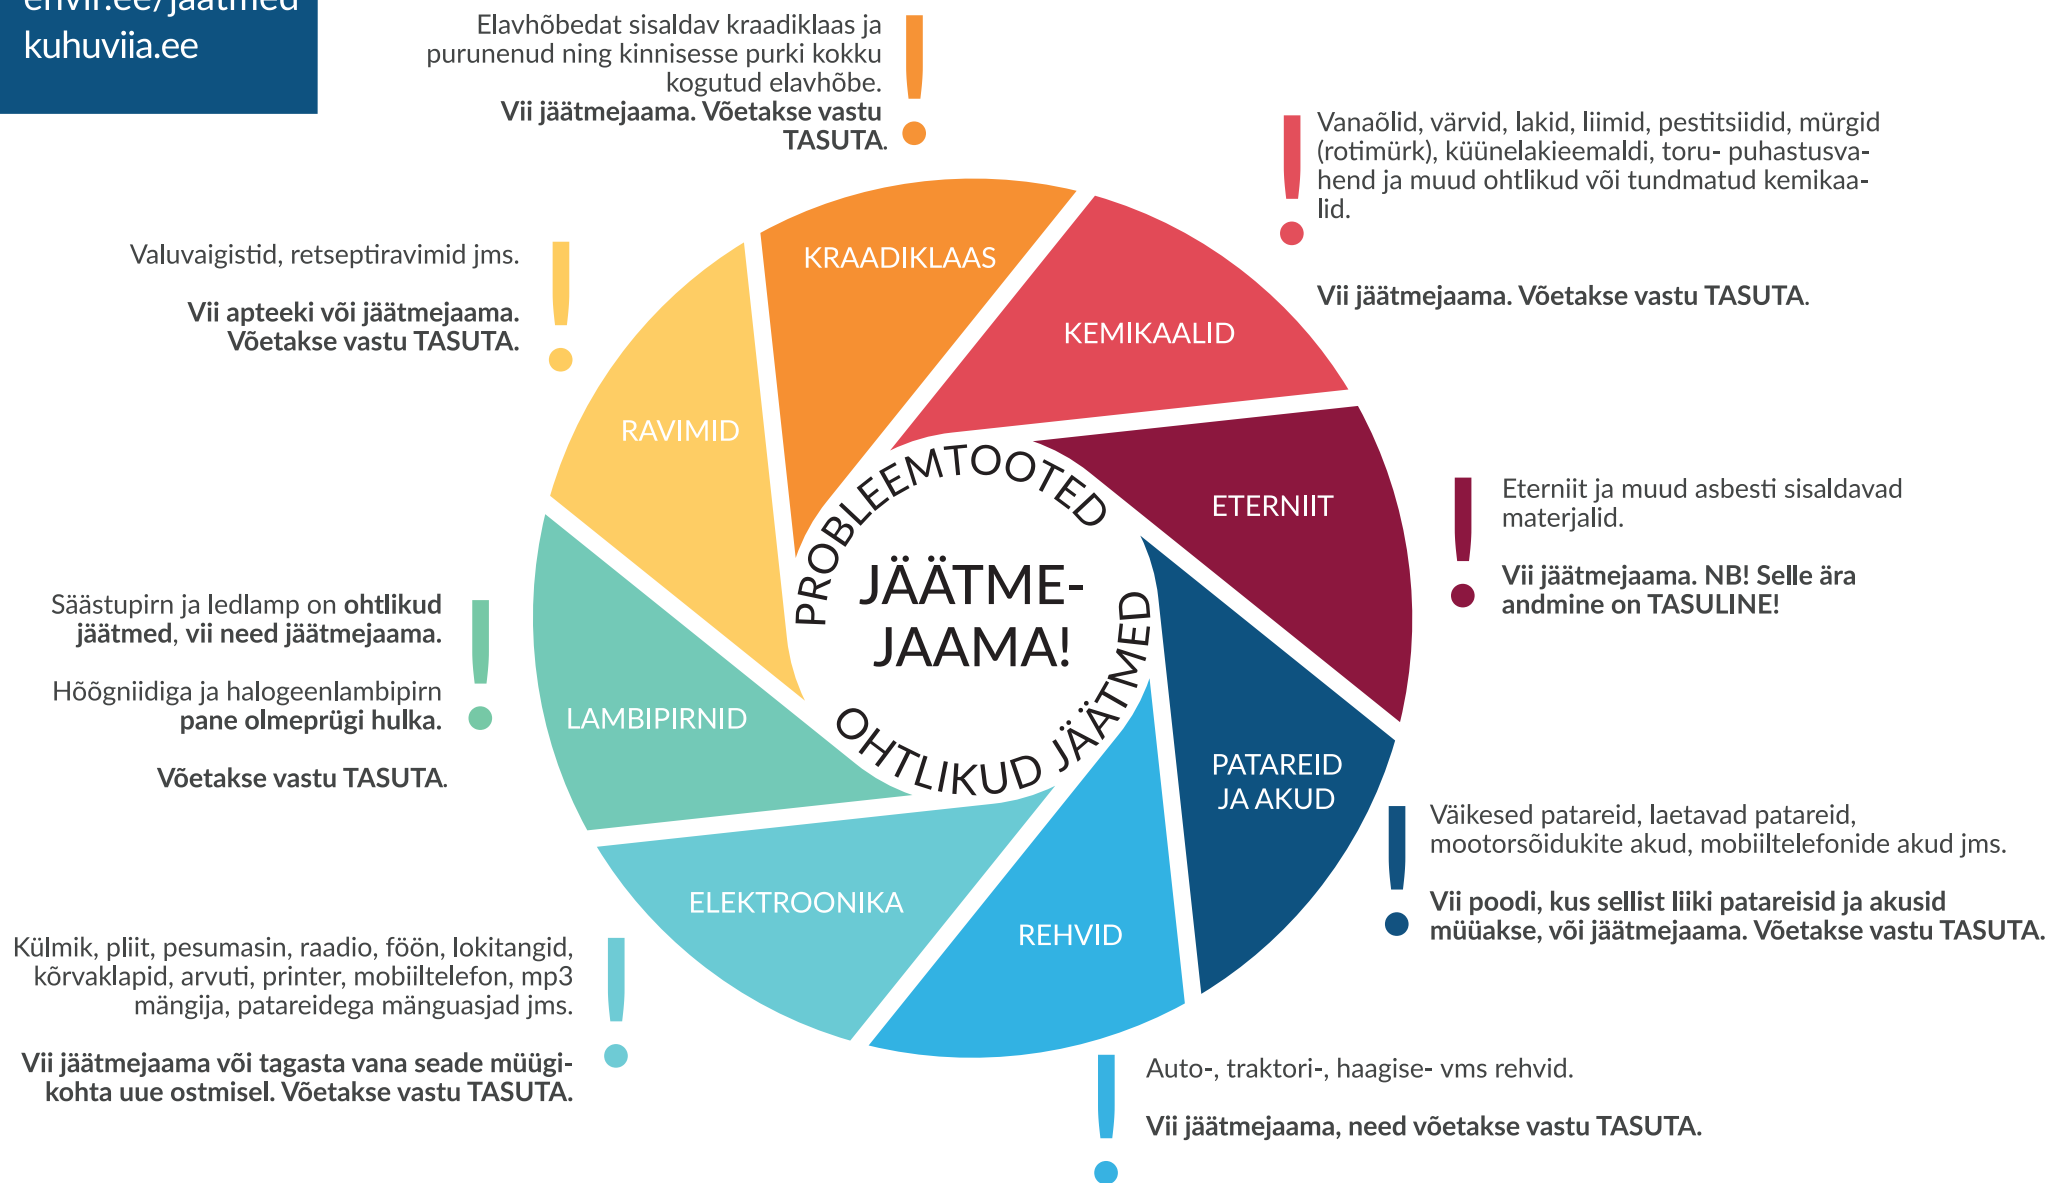 envir.ee/jäätmed
kuhuviia.ee
Elavhõbedat sisaldav kraadiklaas ja
purunenud ning kinnisesse purki kokku
kogutud elavhõbe.
Vii jäätmejaama. Võetakse vastu
TASUTA.
Vanaõlid, värvid, lakid, liimid, pestitsiidid, mürgid
(rotimürk), küünelakieemaldi, toru- puhastusva-
hend ja muud ohtlikud või tundmatud kemikaa-
lid.
Vii jäätmejaama. Võetakse vastu TASUTA.
Valuvaigistid, retseptiravimid jms.
Vii apteeki või jäätmejaama.
Võetakse vastu TASUTA.
KRAADIKLAAS
KEMIKAALID
RAVIMID
ETERNIIT
Eterniit ja muud asbesti sisaldavad
materjalid.
Vii jäätmejaama. NB! Selle ära
andmine on TASULINE!
PROBLEEMTOOTED
JÄÄTME-
JAAMA!
OHTLIKUD JÄÄTMED
Säästupirn ja ledlamp on ohtlikud
jäätmed, vii need jäätmejaama.
Hõõgniidiga ja halogeenlambipirn
pane olmeprügi hulka.
Võetakse vastu TASUTA.
LAMBIPIRNID
PATAREID
JA AKUD
Väikesed patareid, laetavad patareid,
mootorsõidukite akud, mobiiltelefonide akud jms.
Vii poodi, kus sellist liiki patareisid ja akusid
müüakse, või jäätmejaama. Võetakse vastu TASUTA.
ELEKTROONIKA
REHVID
Külmik, pliit, pesumasin, raadio, föön, lokitangid,
kõrvaklapid, arvuti, printer, mobiiltelefon, mp3
mängija, patareidega mänguasjad jms.
Vii jäätmejaama või tagasta vana seade müügi-
kohta uue ostmisel. Võetakse vastu TASUTA.
Auto-, traktori-, haagise- vms rehvid.
Vii jäätmejaama, need võetakse vastu TASUTA.